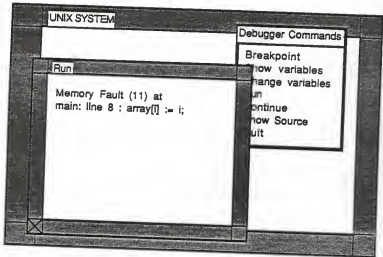 UNIX SYSTEM
Debugger Commands
Breakpoint
how variables
hange variables
un
ontinue
how Source
uit
Run
Memory Fault (11) at
main: line 8 : array[i] := i;